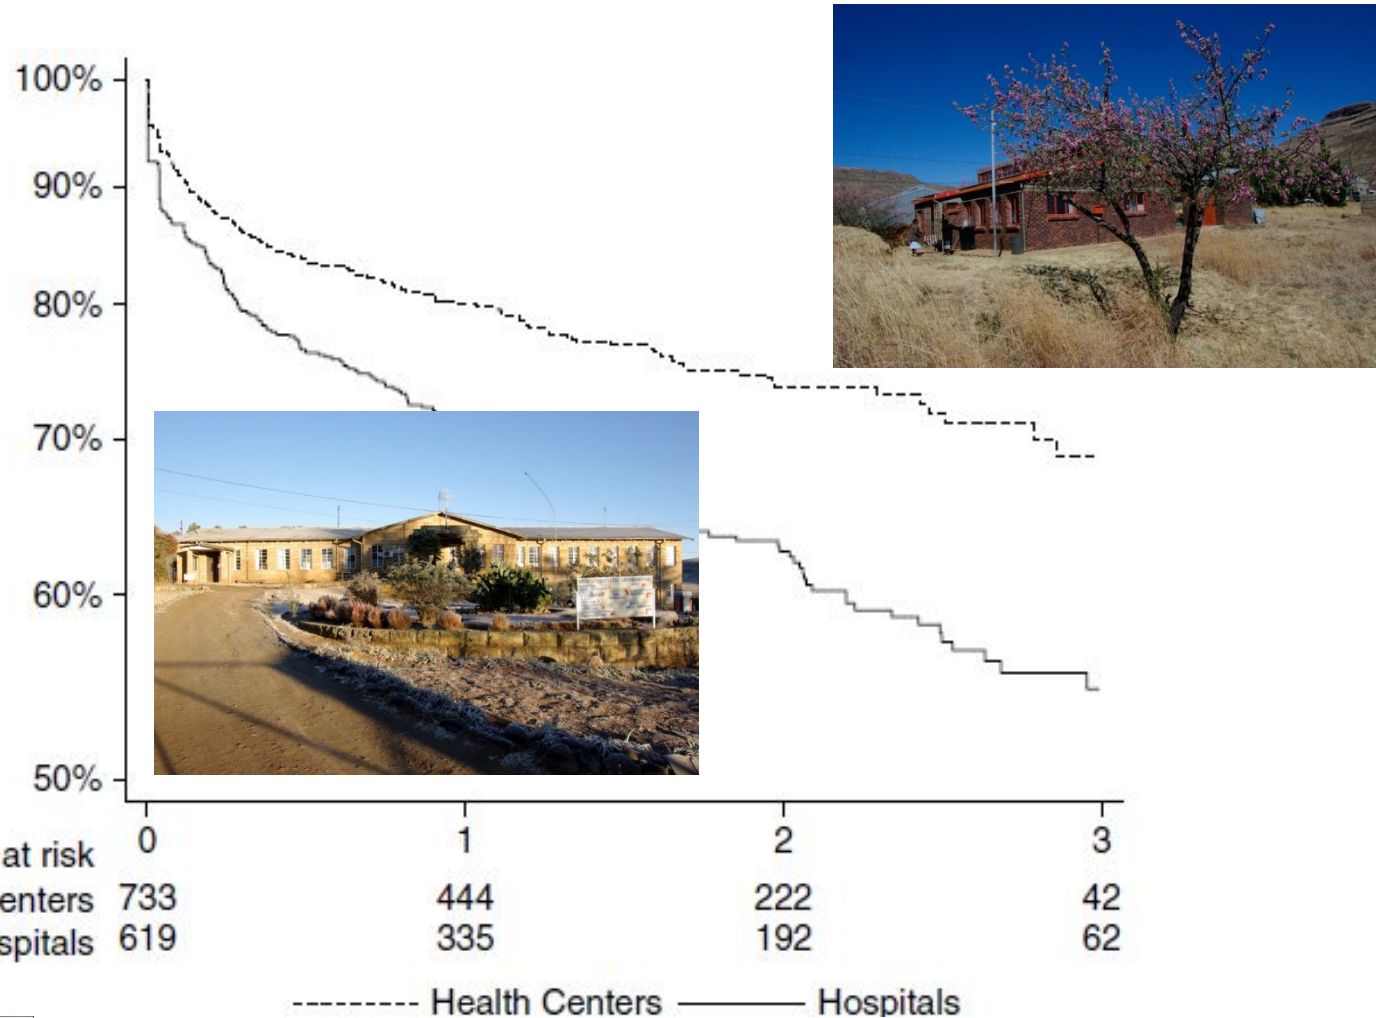 100%
90%
80%
70%
60%
50%
0 1 2 3
at risk
enters 733 444 222 42
spitals 619 335 192 62
Health Centers Hospitals